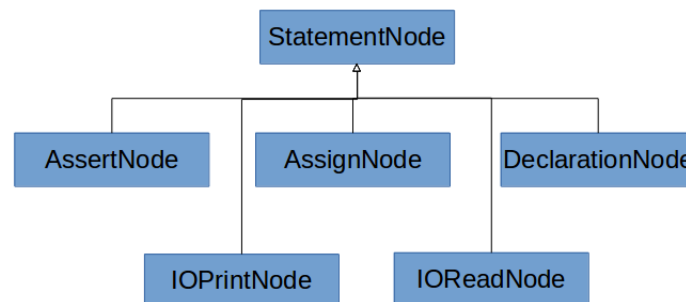 StatementNode
AssertNode
AssignNode
DeclarationNode
IOPrintNode
IOReadNode